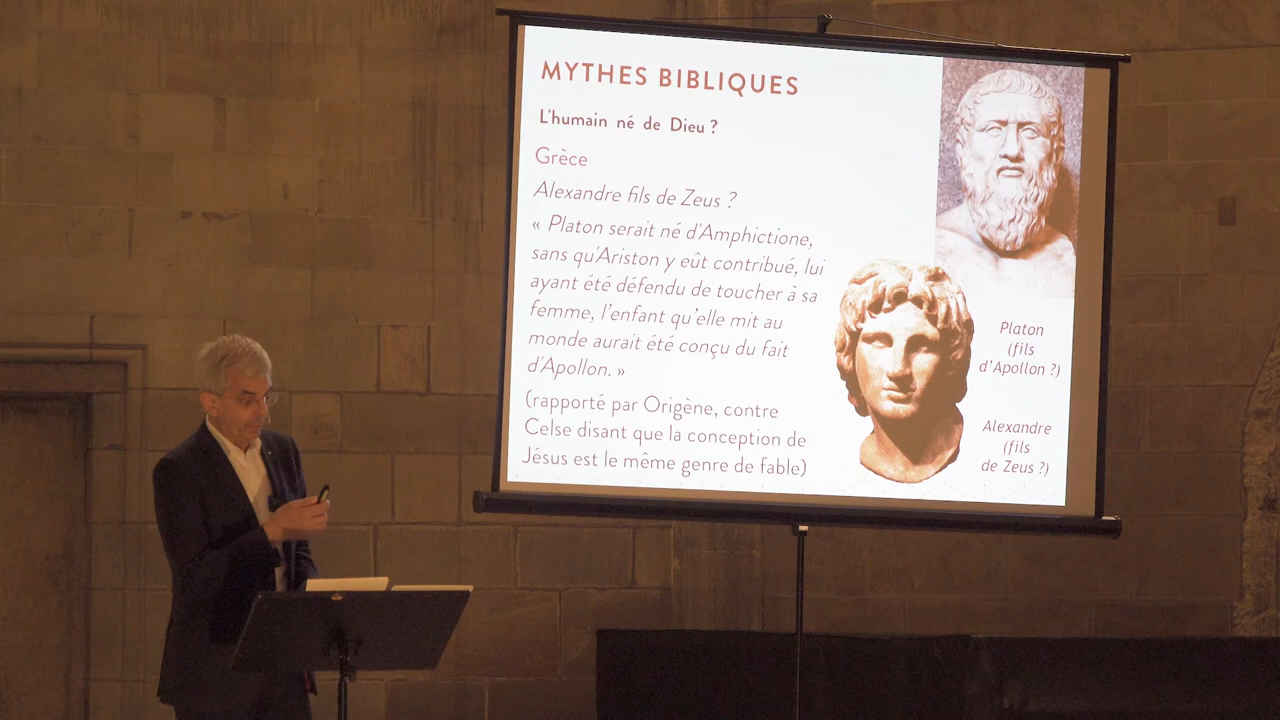 MYTHES BIBLIQUES
L'humain né de Dieu ?
Grèce
Alexandre fils de Zeus ?
« Platon serait né d'Amphictione,
sans qu'Ariston y eût contribué, lui
ayant été défendu de toucher à sa
femme, l'enfant qu'elle mit au
monde aurait été conçu du fait
d'Apollon. »
(rapporté par Origène, contre
Celse disant que la conception de
Jésus est le même genre de fable)
Platon
(fils
d'Apollon ?)
Alexandre
(fils
de Zeus ?)